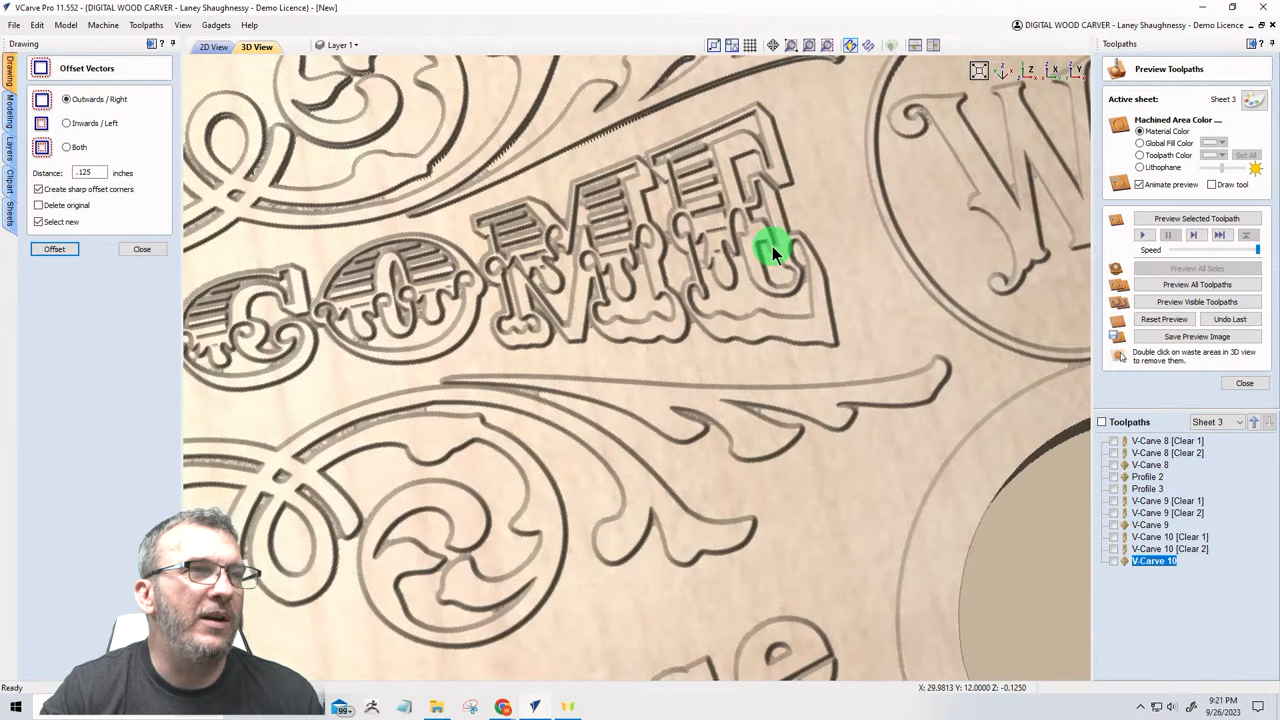 VCarve Pro 11.552 - {DIGITAL WOOD CARVER - Laney Shaughnessy - Demo Licence} - [New]
File Edit Model Machine Toolpaths View Gadgets Help
DIGITAL WOOD CARVER - Laney Shaughnessy - Demo Licence
Drawing
2D View 3D View Layer 1
Toolpaths
Drawing
Modeling
Layers
Clipart
Sheets
Offset Vectors
Outwards / Right
Inwards / Left
Both
Distance: .125 inches
Create sharp offset corners
Delete original
Select new
Offset Close
COME
W
ge
Preview Toolpaths
Active sheet: Sheet 3
Machined Area Color ....
Material Color
Global Fill Color
Toolpath Color Set All
Lithophane
Animate preview Draw tool
Preview Selected Toolpath
Speed
Preview All Sides
Preview All Toolpaths
Preview Visible Toolpaths
Reset Preview Undo Last
Save Preview Image
Double click on waste areas in 3D view
to remove them.
Close
Toolpaths Sheet 3
V-Carve 8 [Clear 1]
V-Carve 8 [Clear 2]
V-Carve 8
Profile 2
Profile 3
V-Carve 9 [Clear 1]
V-Carve 9 [Clear 2]
V-Carve 9
V-Carve 10 [Clear 1]
V-Carve 10 [Clear 2]
V-Carve 10
Ready
X: 29.9813 Y: 12.0000 Z: -0.1250
99+
9:21 PM
9/26/2023